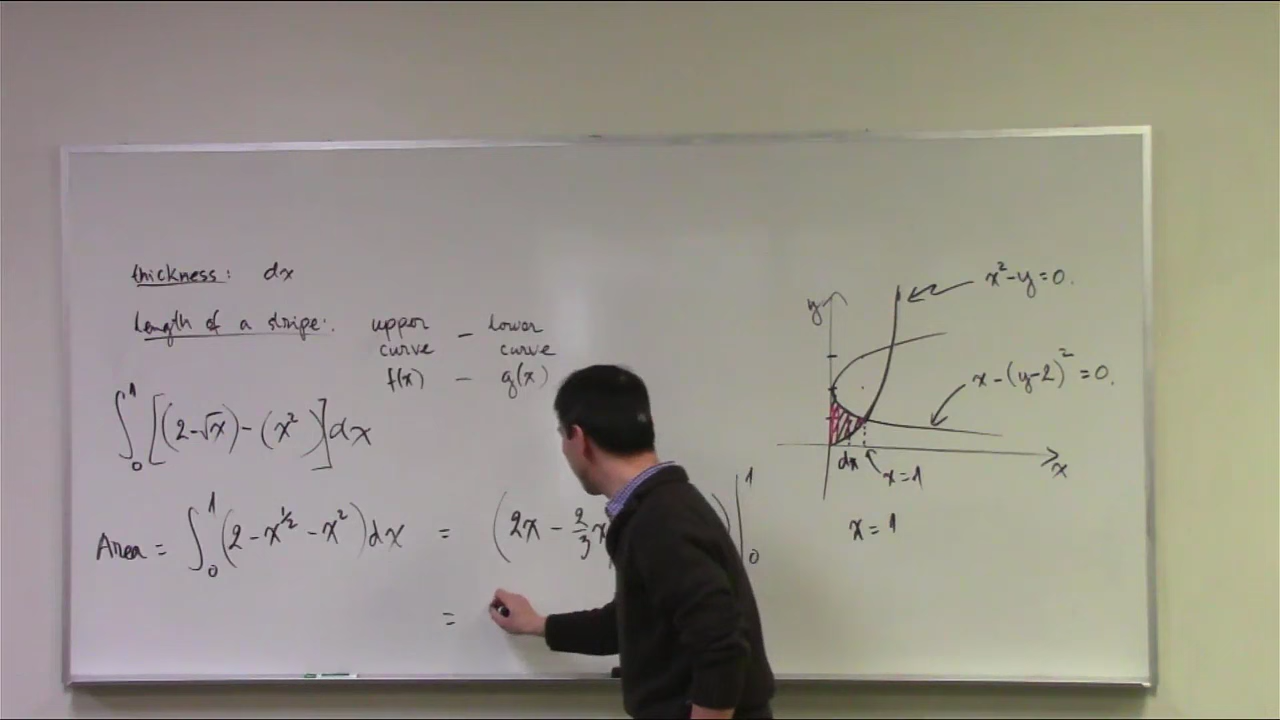 thickness: dx
Length of a stripe: upper curve – lower curve
f(x) – g(x)
∫₀¹ [(2-√x)-(x²)]dx
Area = ∫₀¹ (2-x^½-x²)dx = (2x - 2/3 x )|₀¹
=
y
x²-y=0.
x-(y-2)²=0.
dx
x=1
x
x=1